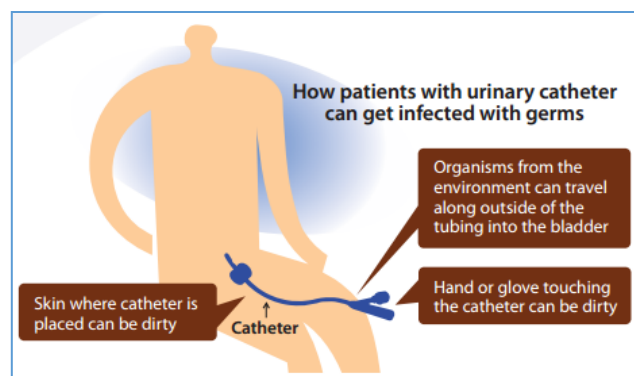 How patients with urinary catheter
can get infected with germs
Organisms from the
environment can travel
along outside of the
tubing into the bladder
Hand or glove touching
the catheter can be dirty
Skin where catheter is
placed can be dirty
Catheter